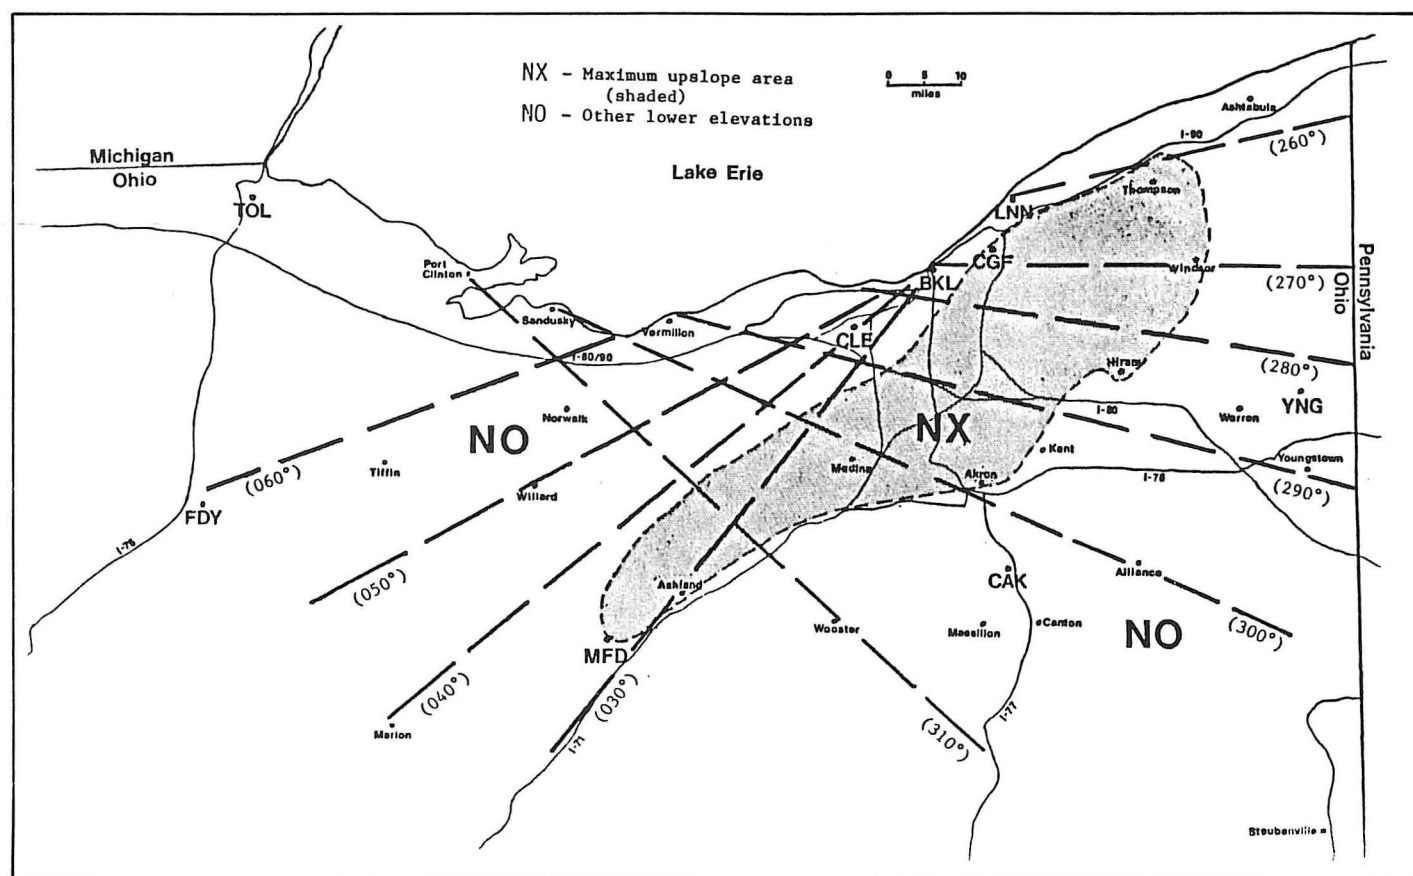 NX - Maximum upslope area
(shaded)
NO - Other lower elevations
0 5 10
miles
Ashtabula
I-90
(260°)
Michigan
Ohio
Lake Erie
TOL
LNN
Thompson
Port
Clinton
CGF
BKL
Windsor
(270°)
Pennsylvania
Ohio
Sandusky
Vermilion
CLE
I-80/90
Hiram
(280°)
Norwalk
NO
NX
I-80
Warren
YNG
Tiffin
(060°)
Medina
Kent
Akron
Youngstown
(290°)
Willard
I-76
FDY
I-75
(050°)
Ashland
CAK
Alliance
Wooster
Massillon
Canton
NO
(300°)
MFD
(040°)
(030°)
Marion
I-71
(310°)
I-77
Steubenville